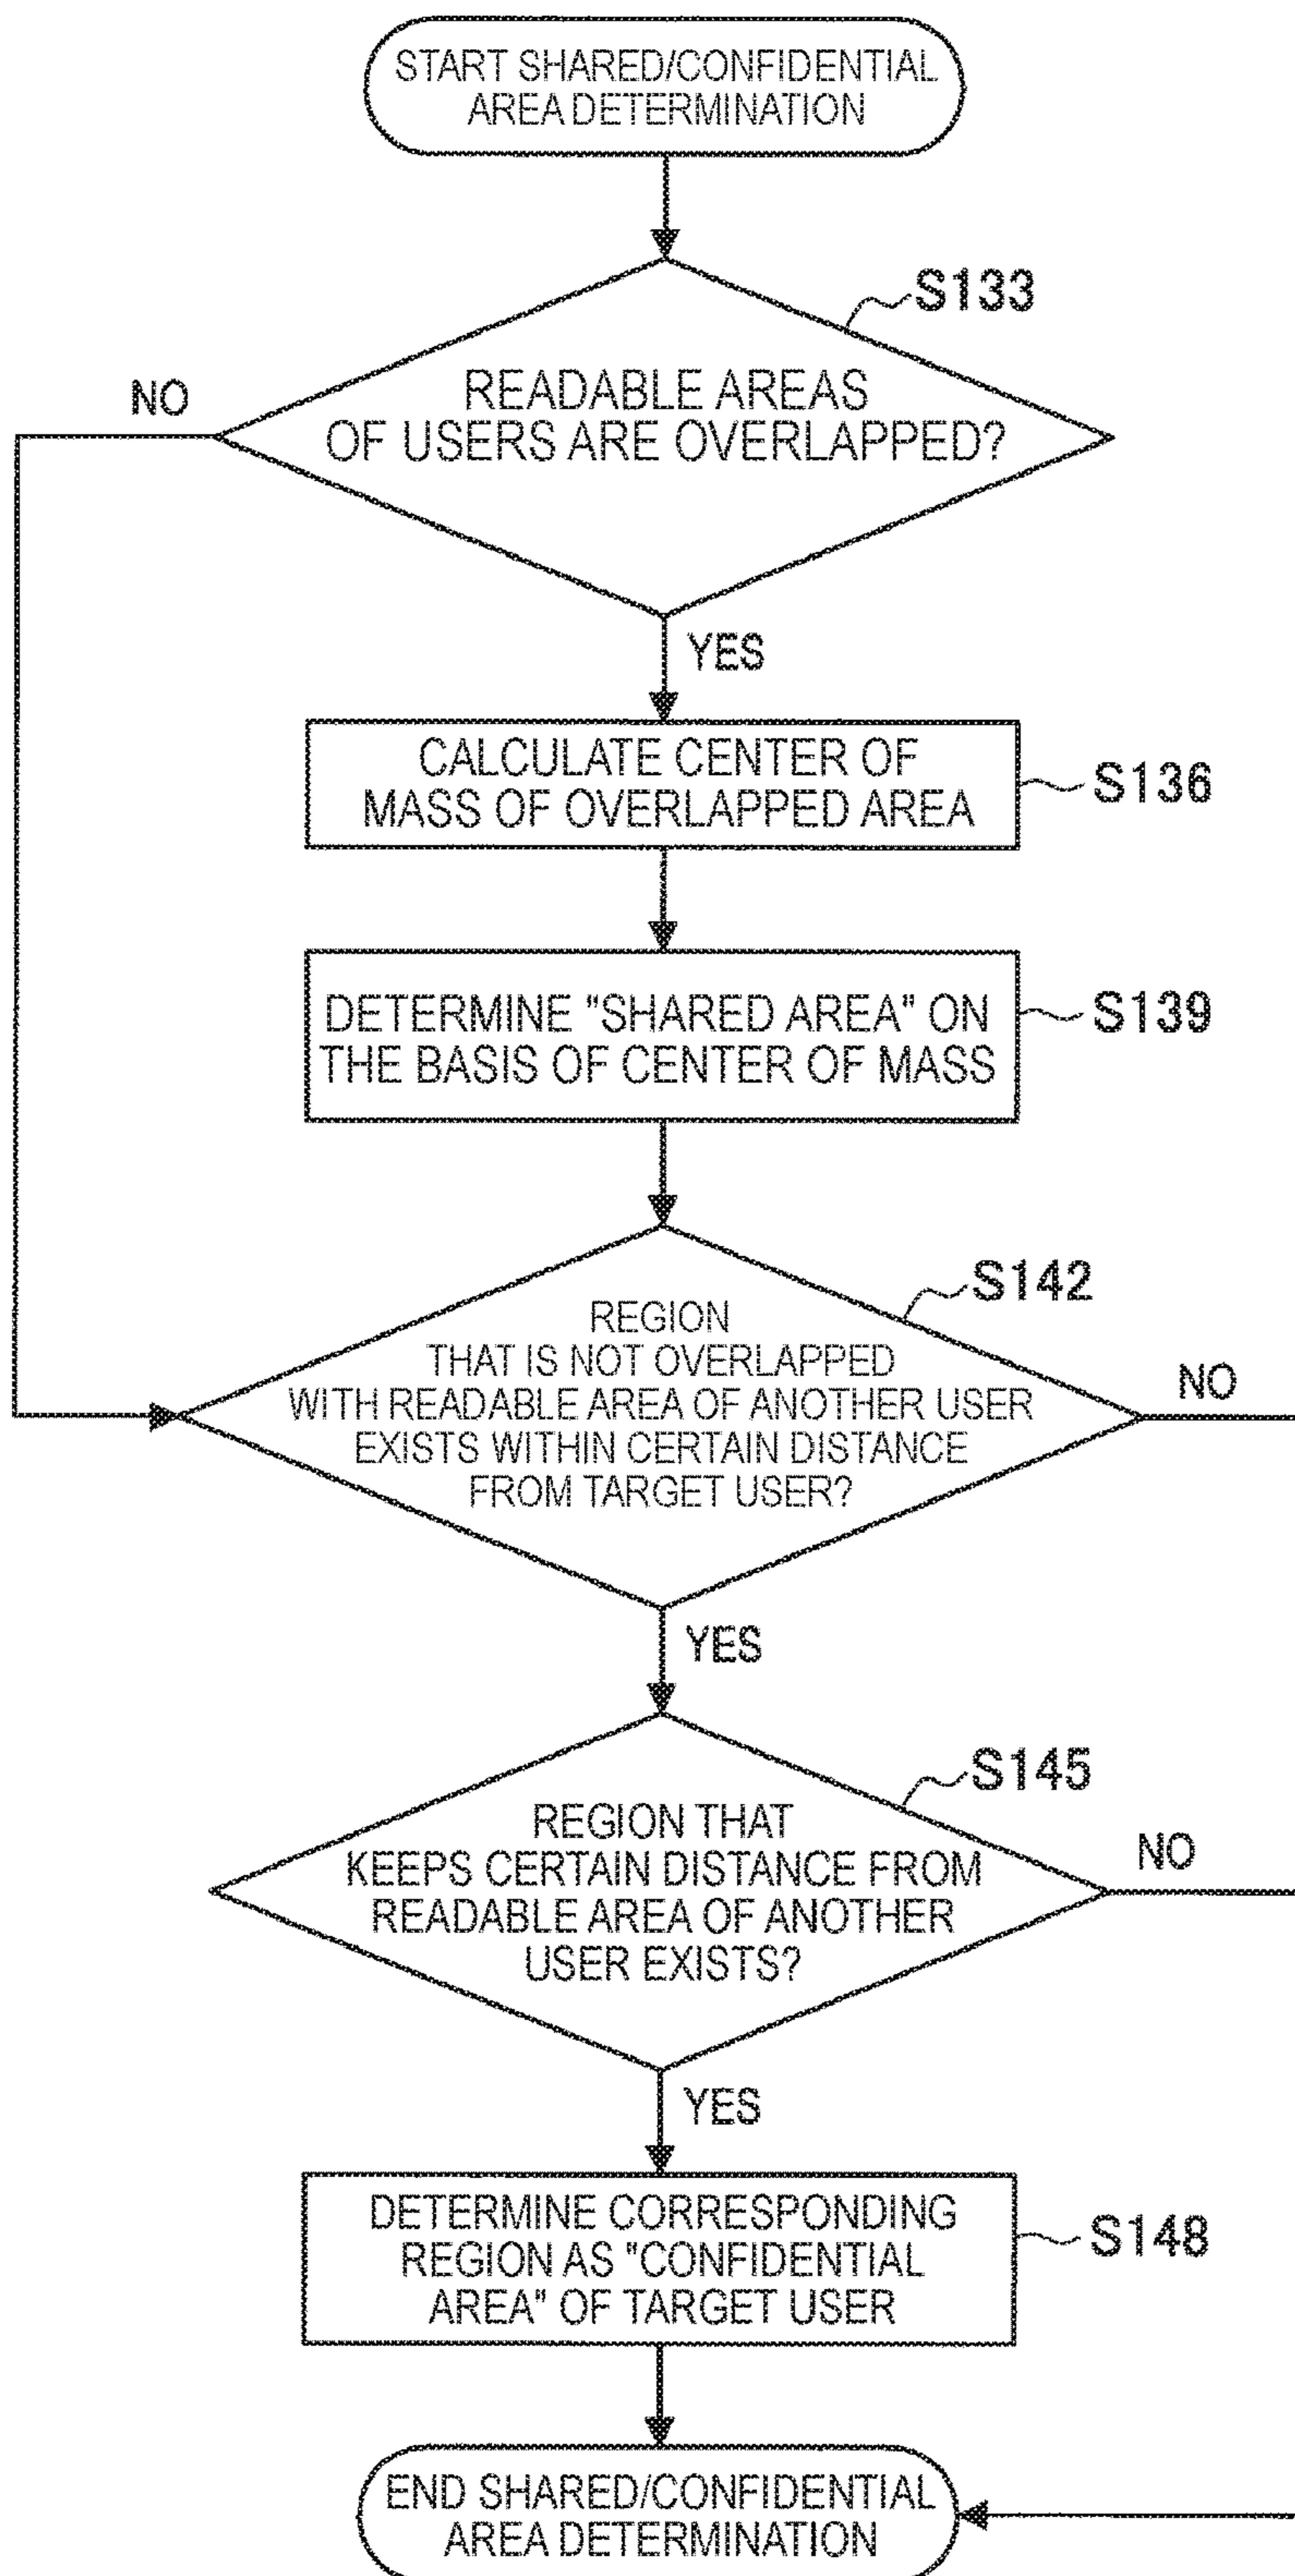 START SHARED/CONFIDENTIAL
AREA DETERMINATION
S133
NO
READABLE AREAS
OF USERS ARE OVERLAPPED?
YES
CALCULATE CENTER OF
MASS OF OVERLAPPED AREA
S136
DETERMINE "SHARED AREA" ON
THE BASIS OF CENTER OF MASS
S139
S142
REGION
THAT IS NOT OVERLAPPED
WITH READABLE AREA OF ANOTHER USER
EXISTS WITHIN CERTAIN DISTANCE
FROM TARGET USER?
NO
YES
S145
REGION THAT
KEEPS CERTAIN DISTANCE FROM
READABLE AREA OF ANOTHER
USER EXISTS?
NO
YES
DETERMINE CORRESPONDING
REGION AS "CONFIDENTIAL
AREA" OF TARGET USER
S148
END SHARED/CONFIDENTIAL
AREA DETERMINATION